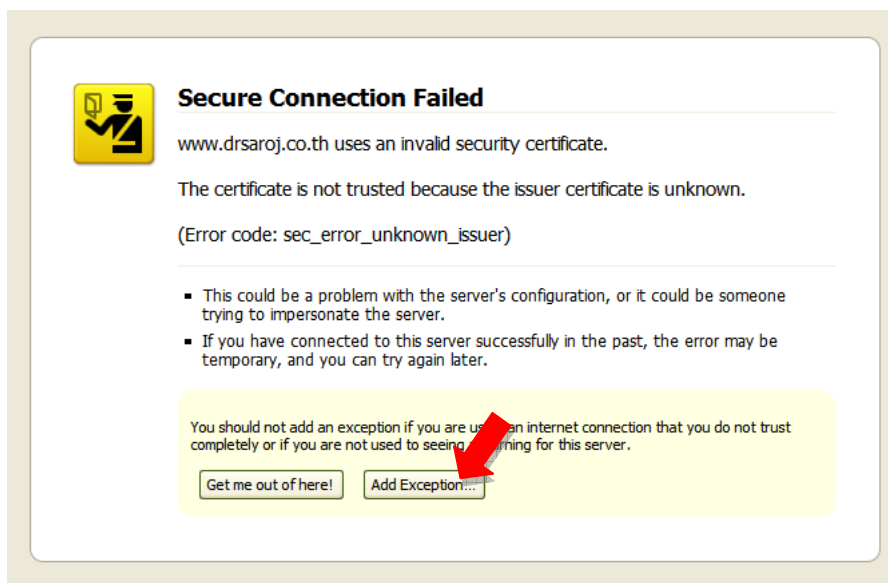 Secure Connection Failed
www.drsaroj.co.th uses an invalid security certificate.
The certificate is not trusted because the issuer certificate is unknown.
(Error code: sec_error_unknown_issuer)
This could be a problem with the server's configuration, or it could be someone
trying to impersonate the server.
If you have connected to this server successfully in the past, the error may be
temporary, and you can try again later.
You should not add an exception if you are an internet connection that you do not trust
completely or if you are not used to seeing for this server.
Get me out of here! Add Exception...